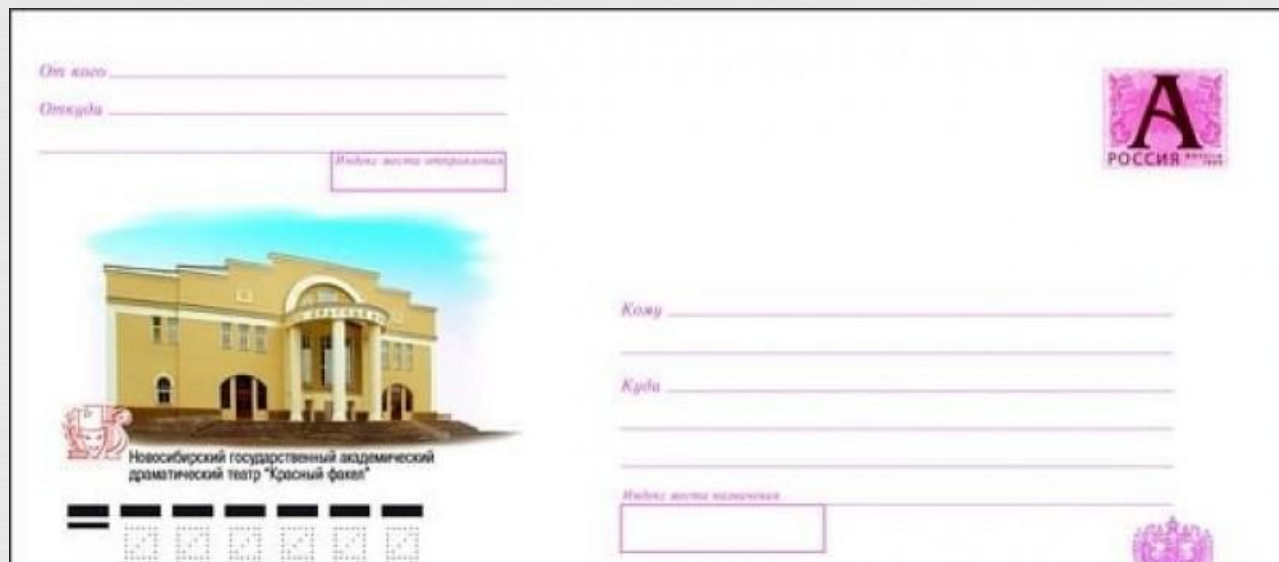 От кого
Откуда
Индекс места отправления
А
РОССИЯ
Новосибирский государственный академический
драматический театр "Красный факел"
Кому
Куда
Индекс места назначения